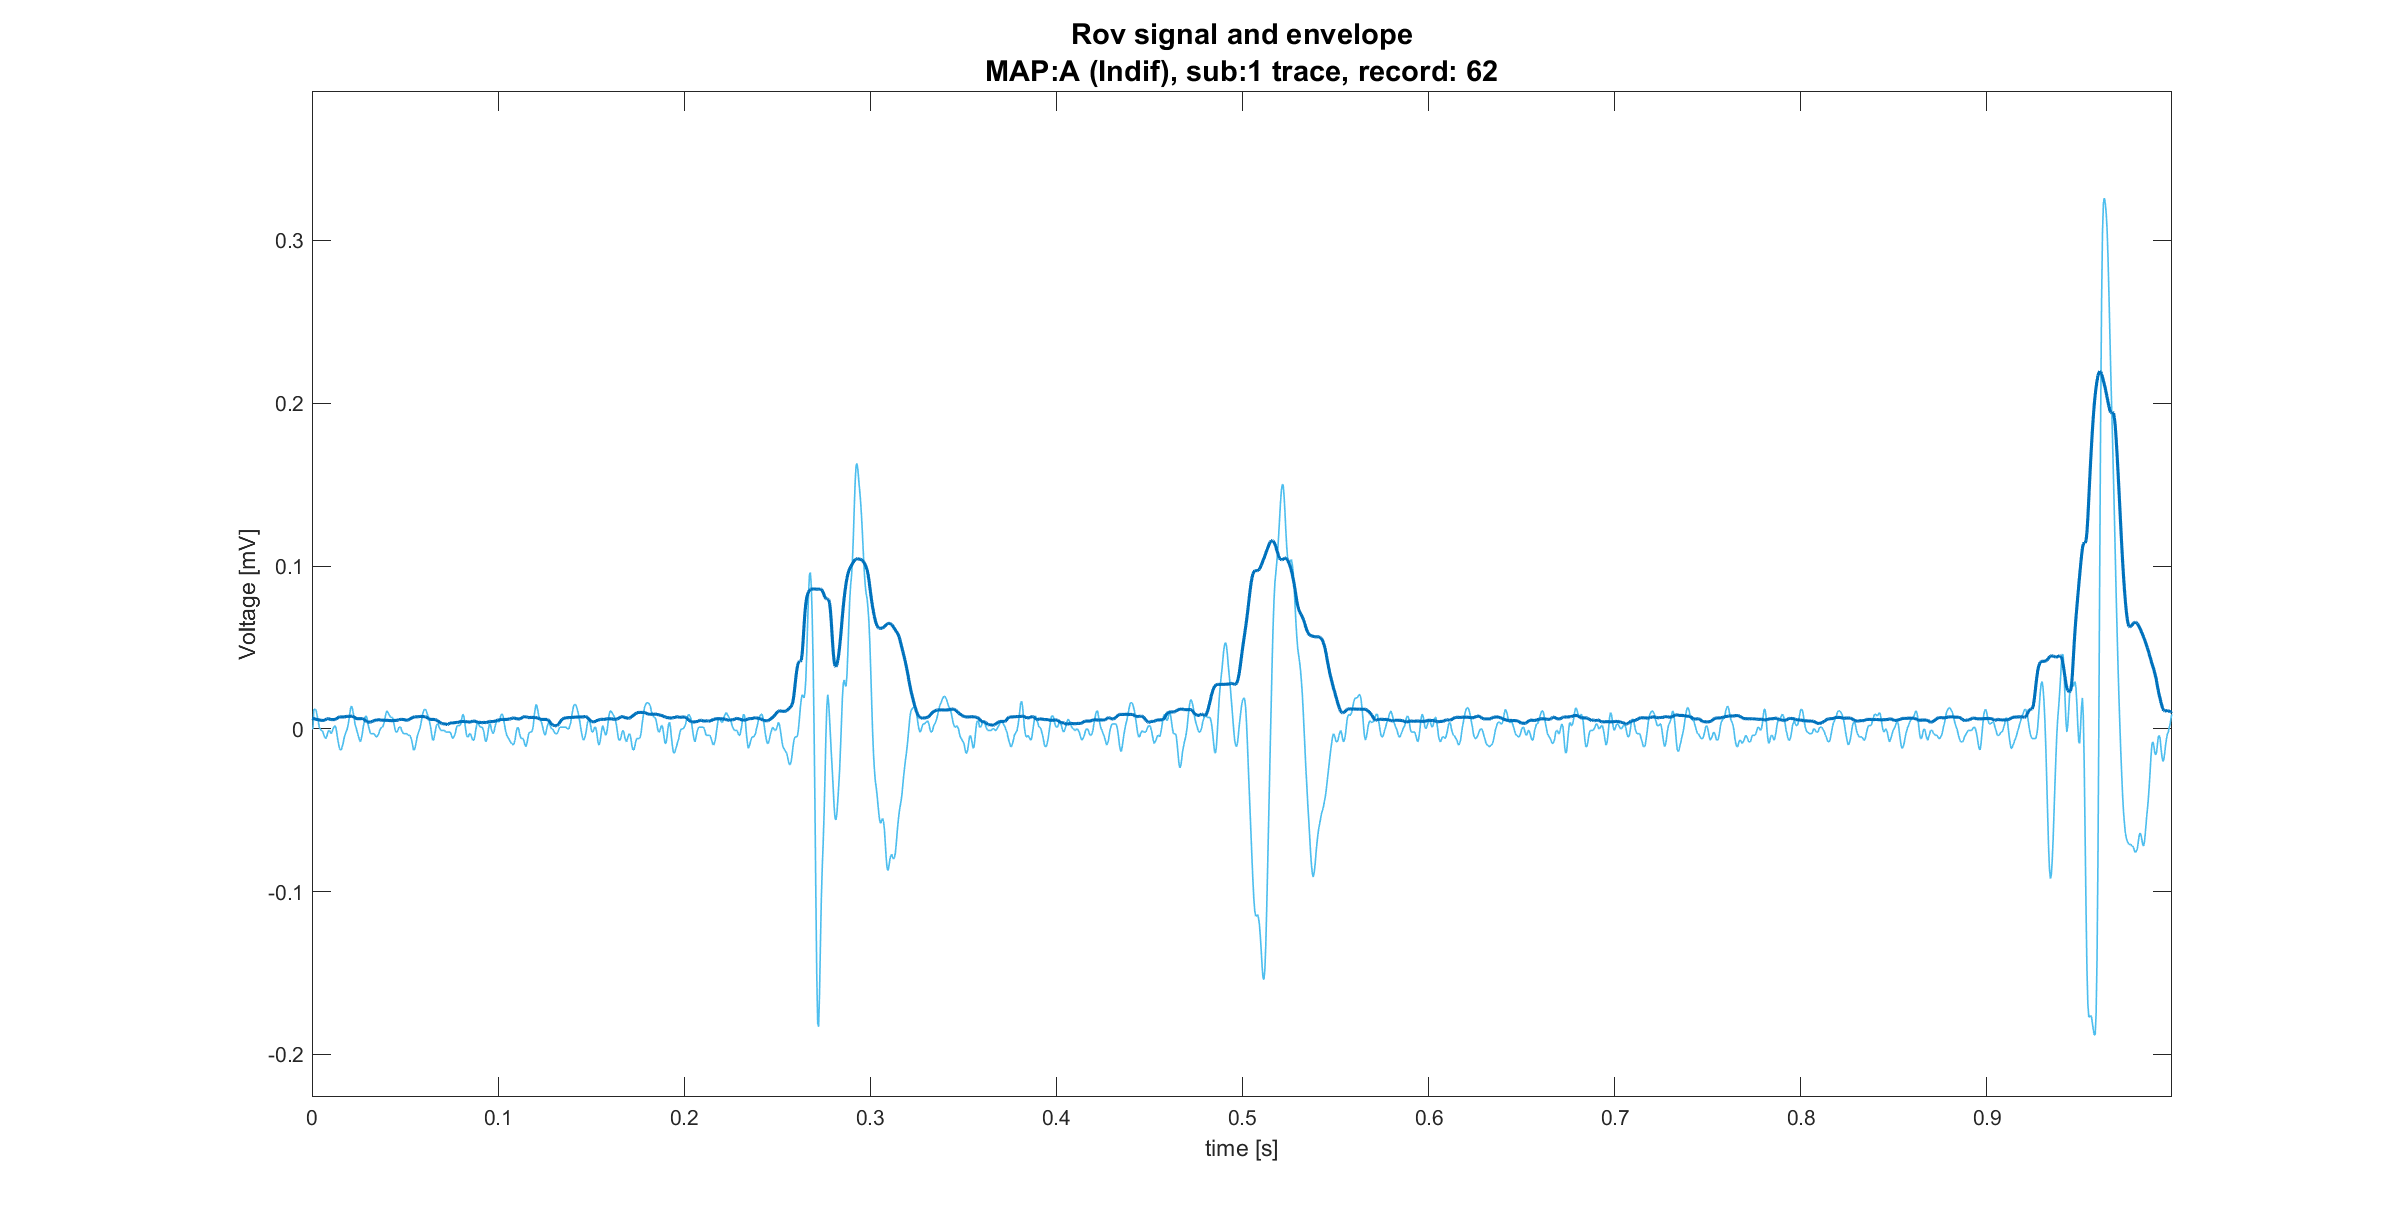 Rov signal and envelope
MAP:A (Indif), sub:1 trace, record: 62
Voltage [mV]
0.3
0.2
0.1
0
-0.1
-0.2
0 0.1 0.2 0.3 0.4 0.5 0.6 0.7 0.8 0.9
time [s]